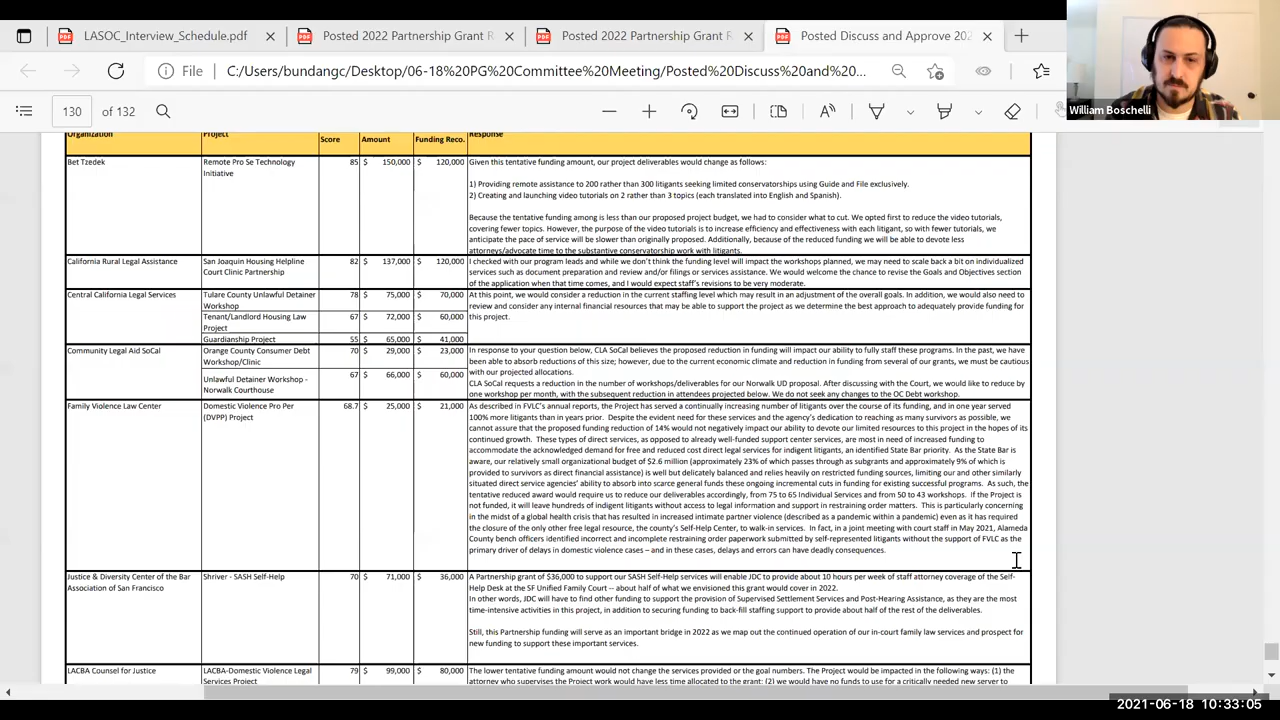 LASOC_Interview_Schedule.pdf
Posted 2022 Partnership Grant R
Posted 2022 Partnership Grant R
Posted Discuss and Approve 202
File
C:/Users/bundangc/Desktop/06-18%20PG%20Committee%20Meeting/Posted%20Discuss%20and%20...
William Boschelli
130 of 132
Organization Project Score Amount Funding Reco. Response
Bet Tzedek Remote Pro Se Technology 85 $ 150,000 $ 120,000 Given this tentative funding amount, our project deliverables would change as follows:
Initiative
1) Providing remote assistance to 200 rather than 300 litigants seeking limited conservatorships using Guide and File exclusively.
2) Creating and launching video tutorials on 2 rather than 3 topics (each translated into English and Spanish).
Because the tentative funding among is less than our proposed project budget, we had to consider what to cut. We opted first to reduce the video tutorials,
covering fewer topics. However, the purpose of the video tutorials is to increase efficiency and effectiveness with each litigant, so with fewer tutorials, we
anticipate the pace of service will be slower than originally proposed. Additionally, because of the reduced funding we will be able to devote less
attorneys/advocate time to the substantive conservatorship work with litigants.
California Rural Legal Assistance San Joaquin Housing Helpline 82 $ 137,000 $ 120,000 I checked with our program leads and while we don't think the funding level will impact the workshops planned, we may need to scale back a bit on individualized
Court Clinic Partnership services such as document preparation and review and/or filings or services assistance. We would welcome the chance to revise the Goals and Objectives section
of the application when that time comes, and I would expect staff's revisions to be very moderate.
Central California Legal Services Tulare County Unlawful Detainer 78 $ 75,000 $ 70,000 At this point, we would consider a reduction in the current staffing level which may result in an adjustment of the overall goals. In addition, we would also need to
Workshop review and consider any internal financial resources that may be able to support the project as we determine the best approach to adequately provide funding for
Tenant/Landlord Housing Law 67 $ 72,000 $ 60,000 this project.
Project
Guardianship Project 55 $ 65,000 $ 41,000
Community Legal Aid SoCal Orange County Consumer Debt 70 $ 29,000 $ 23,000 In response to your question below, CLA SoCal believes the proposed reduction in funding will impact our ability to fully staff these programs. In the past, we have
Workshop/Clinic been able to absorb reductions of this size; however, due to the current economic climate and reduction in funding from several of our grants, we must be cautious
with our projected allocations.
Unlawful Detainer Workshop - 67 $ 66,000 $ 60,000 CLA SoCal requests a reduction in the number of workshops/deliverables for our Norwalk UD proposal. After discussing with the Court, we would like to reduce by
Norwalk Courthouse one workshop per month, with the subsequent reduction in attendees projected below. We do not seek any changes to the OC Debt workshop.
Family Violence Law Center Domestic Violence Pro Per 68.7 $ 25,000 $ 21,000 As described in FVLC's annual reports, the Project has served a continually increasing number of litigants over the course of its funding, and in one year served
(DVPP) Project 100% more litigants than in years prior. Despite the evident need for these services and the agency's dedication to reaching as many survivors as possible, we
cannot assure that the proposed funding reduction of 14% would not negatively impact our ability to devote our limited resources to this project in the hopes of its
continued growth. These types of direct services, as opposed to already well-funded support center services, are most in need of increased funding to
accommodate the acknowledged demand for free and reduced cost direct legal services for indigent litigants, an identified State Bar priority. As the State Bar is
aware, our relatively small organizational budget of $2.6 million (approximately 23% of which passes through as subgrants and approximately 9% of which is
provided to survivors as direct financial assistance) is well but delicately balanced and relies heavily on restricted funding sources, limiting our and other similarly
situated direct service agencies' ability to absorb into scarce general funds these ongoing incremental cuts in funding for existing successful programs. As such, the
tentative reduced award would require us to reduce our deliverables accordingly, from 75 to 65 Individual Services and from 50 to 43 workshops. If the Project is
not funded, it will leave hundreds of indigent litigants without access to legal information and support in restraining order matters. This is particularly concerning
in the midst of a global health crisis that has resulted in increased intimate partner violence (described as a pandemic within a pandemic) even as it has required
the closure of the only other free legal resource, the county's Self-Help Center, to walk-in services. In fact, in a joint meeting with court staff in May 2021, Alameda
County bench officers identified incorrect and incomplete restraining order paperwork submitted by self-represented litigants without the support of FVLC as the
primary driver of delays in domestic violence cases – and in these cases, delays and errors can have deadly consequences.
Justice & Diversity Center of the Bar Shriver - SASH Self-Help 70 $ 71,000 $ 36,000 A Partnership grant of $36,000 to support our SASH Self-Help services will enable JDC to provide about 10 hours per week of staff attorney coverage of the Self-
Association of San Francisco Help Desk at the SF Unified Family Court -- about half of what we envisioned this grant would cover in 2022.
In other words, JDC will have to find other funding to support the provision of Supervised Settlement Services and Post-Hearing Assistance, as they are the most
time-intensive activities in this project, in addition to securing funding to back-fill staffing support to provide about half of the rest of the deliverables.
Still, this Partnership funding will serve as an important bridge in 2022 as we map out the continued operation of our in-court family law services and prospect for
new funding to support these important services.
LACBA Counsel for Justice LACBA-Domestic Violence Legal 79 $ 99,000 $ 80,000 The lower tentative funding amount would not change the services provided or the goal numbers. The Project would be impacted in the following ways: (1) the
Services Project attorney who supervises the Project work would have less time allocated to the grant; (2) we would have no funds to use for a critically needed new server to
2021-06-18 10:33:05